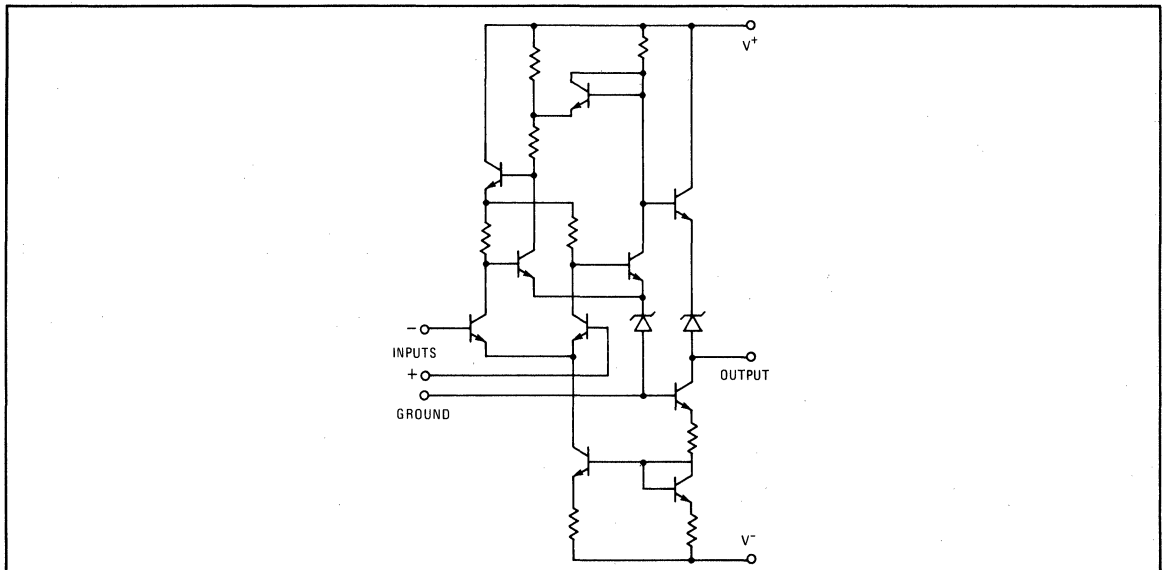 V+
−
INPUTS
+
OUTPUT
GROUND
V−